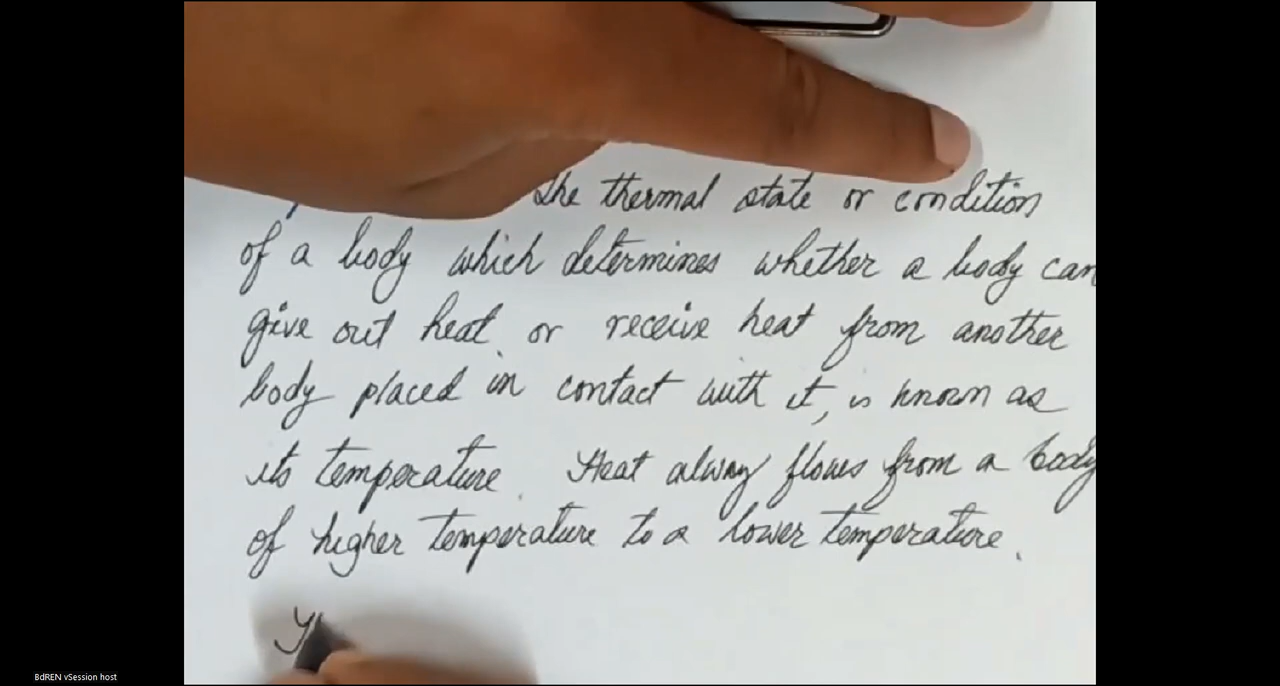 The thermal state or condition
of a body which determines whether a body can
give out heat or receive heat from another
body placed in contact with it, is known as
its temperature. Heat alway flows from a body
of higher temperature to a lower temperature.
BdREN vSession host